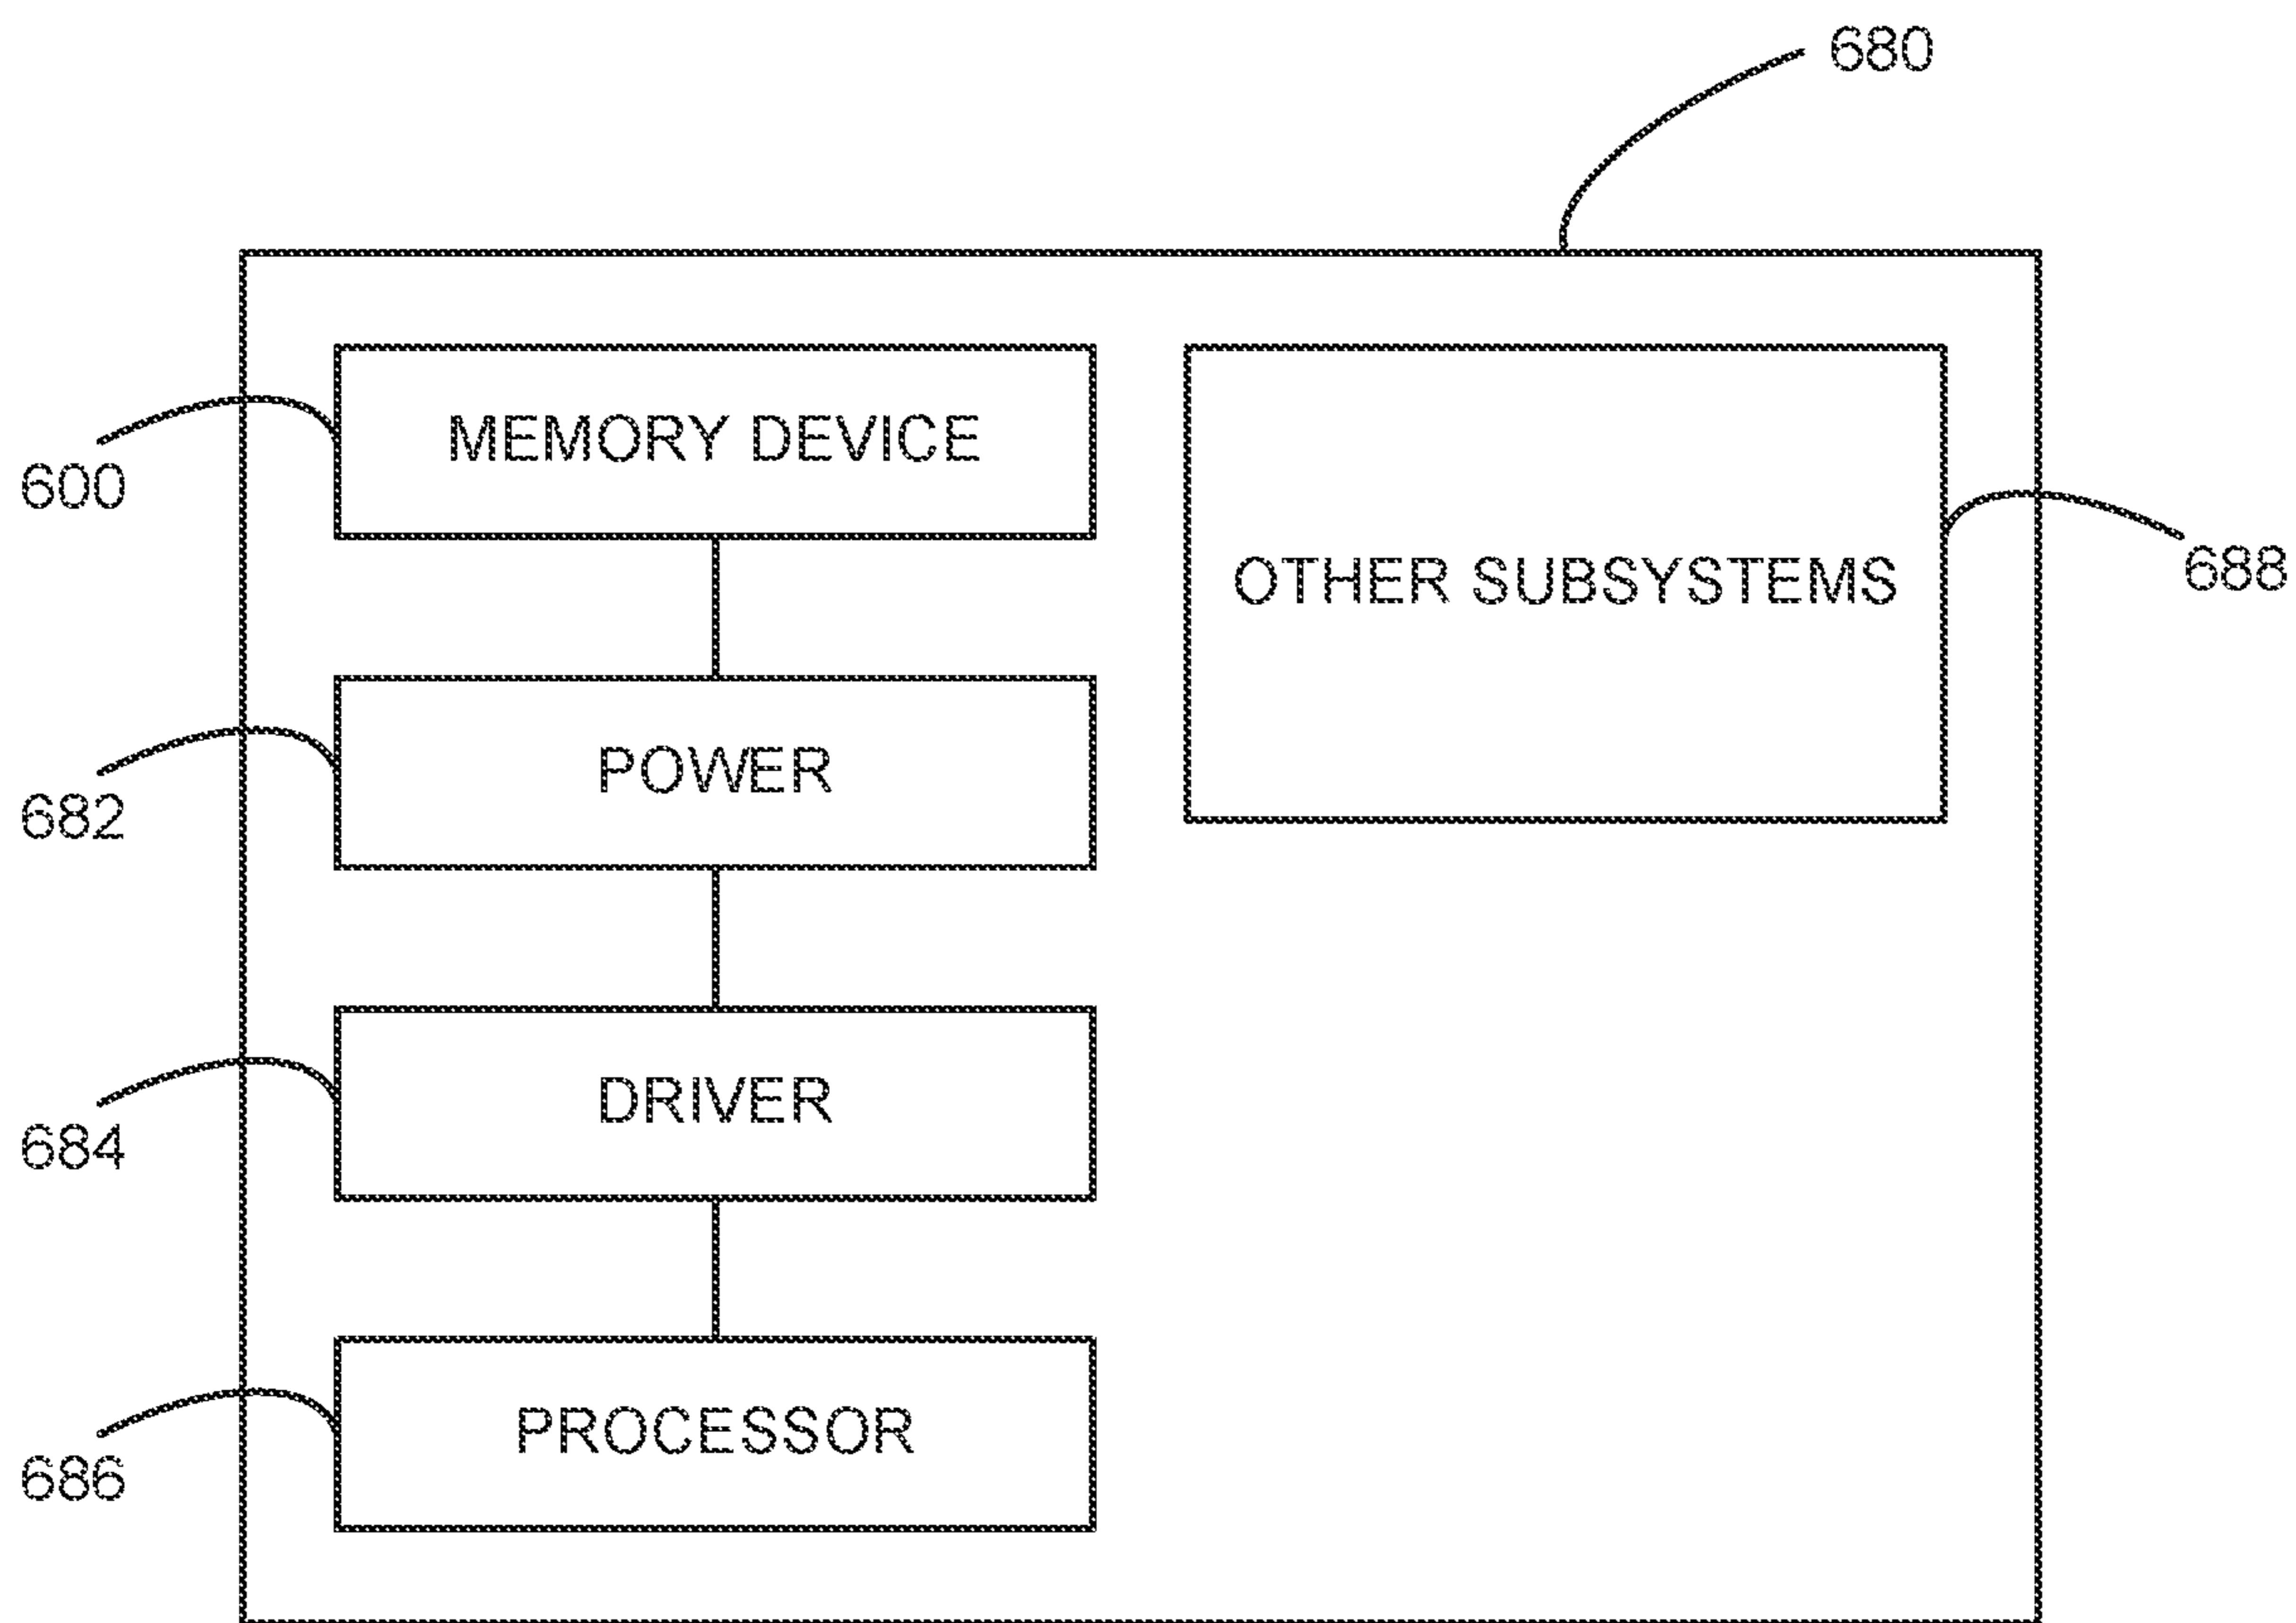 680
MEMORY DEVICE
600
OTHER SUBSYSTEMS
688
POWER
682
DRIVER
684
PROCESSOR
686